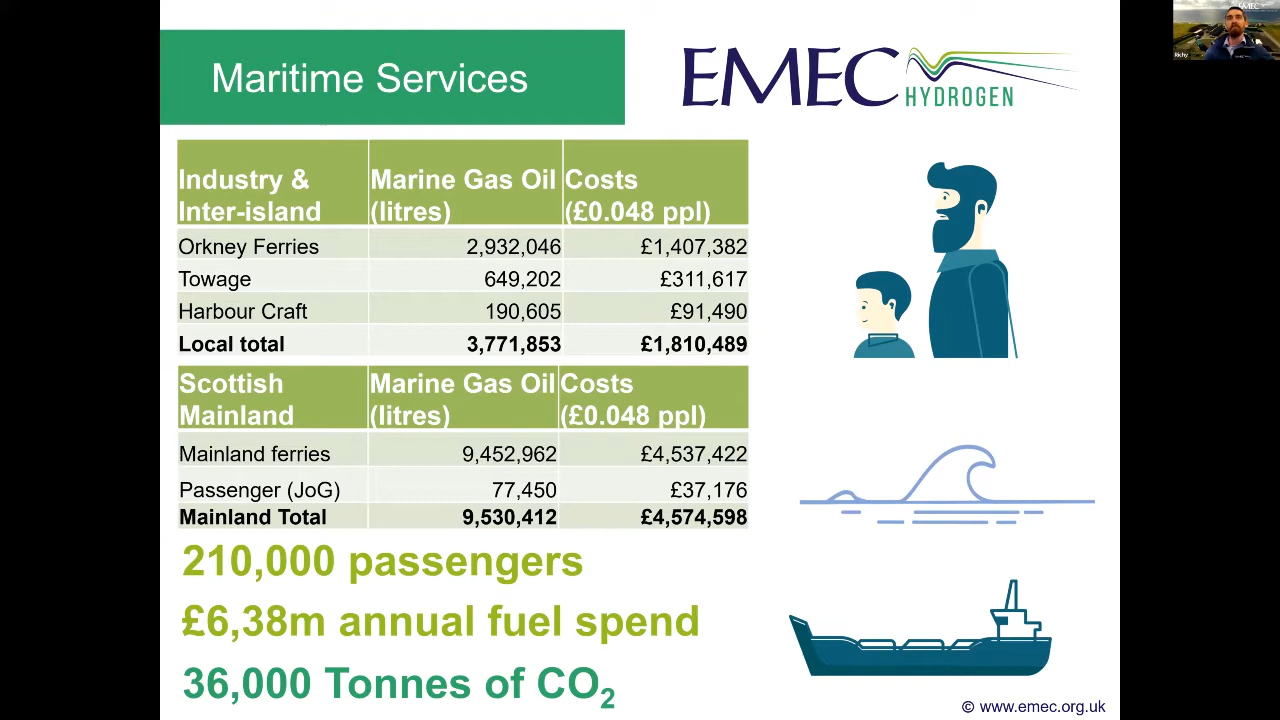 Maritime Services
EMEC
HYDROGEN
EMEC
Richy
Industry & Inter-island Marine Gas Oil (litres) Costs (£0.048 ppl)
Orkney Ferries 2,932,046 £1,407,382
Towage 649,202 £311,617
Harbour Craft 190,605 £91,490
Local total 3,771,853 £1,810,489
Scottish Mainland Marine Gas Oil (litres) Costs (£0.048 ppl)
Mainland ferries 9,452,962 £4,537,422
Passenger (JoG) 77,450 £37,176
Mainland Total 9,530,412 £4,574,598
210,000 passengers
£6,38m annual fuel spend
36,000 Tonnes of CO2
© www.emec.org.uk